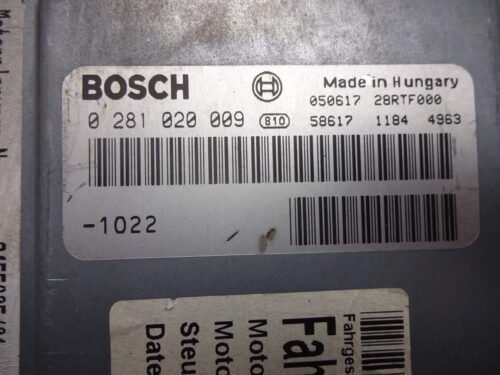 BOSCH
Made in Hungary
050617 28RTF000
0 281 020 009 810 58617 1184 4963
-1022
Fahrges
Fah
Moto
Moto
Steu
Date